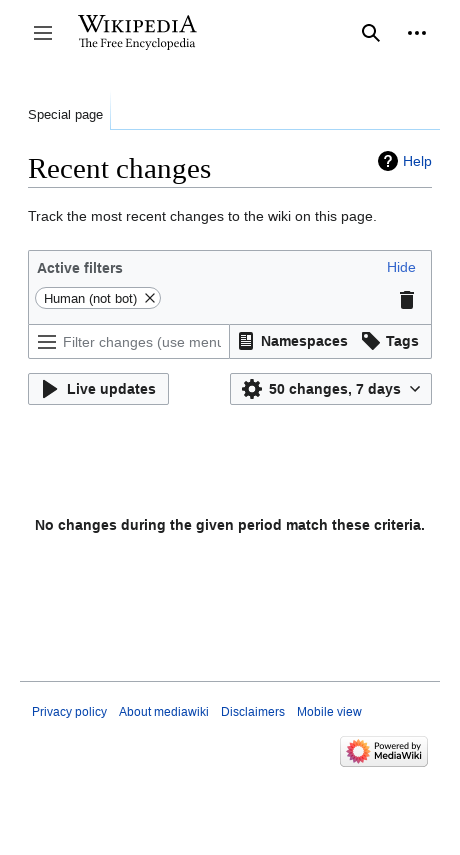 WIKIPEDIA
The Free Encyclopedia
Special page
Recent changes
Help
Track the most recent changes to the wiki on this page.
Active filters
Hide
Human (not bot)
Filter changes (use menu
Namespaces
Tags
Live updates
50 changes, 7 days
No changes during the given period match these criteria.
Privacy policy About mediawiki Disclaimers Mobile view
Powered by
MediaWiki